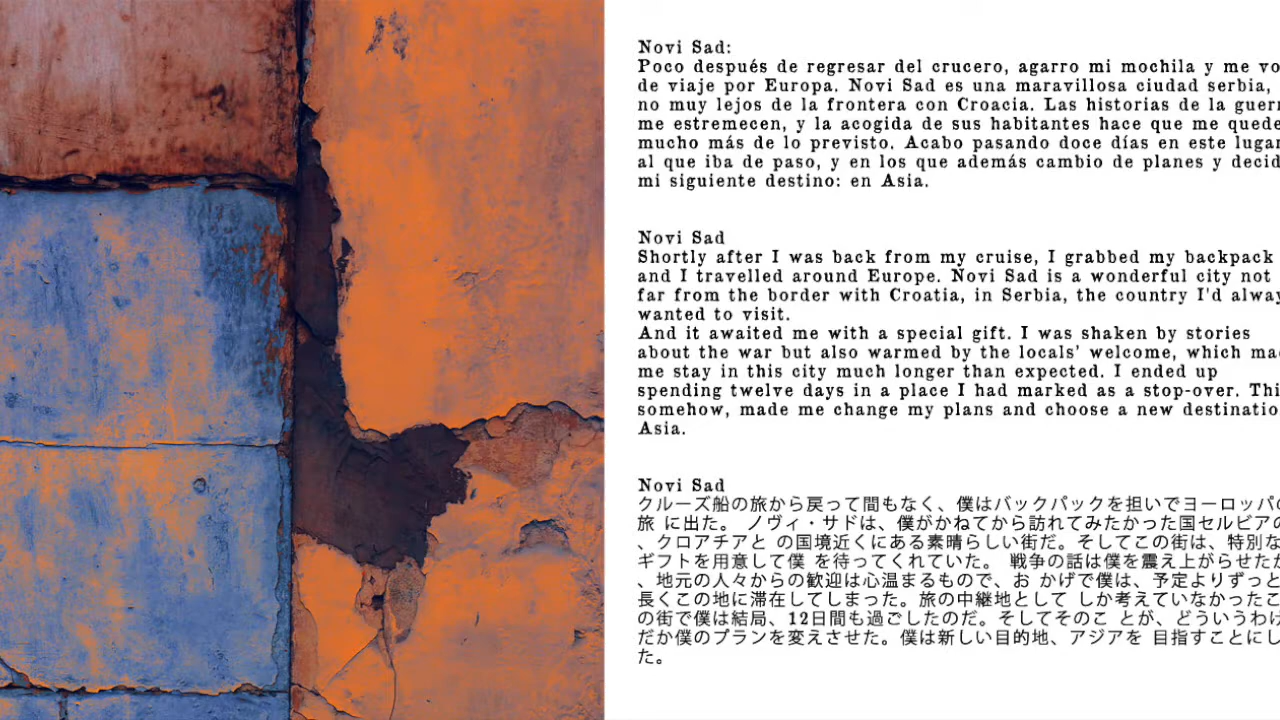 Novi Sad:
Poco después de regresar del crucero, agarro mi mochila y me vo
de viaje por Europa. Novi Sad es una maravillosa ciudad serbia,
no muy lejos de la frontera con Croacia. Las historias de la guer
me estremecen, y la acogida de sus habitantes hace que me quede
mucho más de lo previsto. Acabo pasando doce días en este lugar
al que iba de paso, y en los que además cambio de planes y decid
mi siguiente destino: en Asia.
Novi Sad
Shortly after I was back from my cruise, I grabbed my backpack
and I travelled around Europe. Novi Sad is a wonderful city not
far from the border with Croatia, in Serbia, the country I'd alway
wanted to visit.
And it awaited me with a special gift. I was shaken by stories
about the war but also warmed by the locals' welcome, which ma
me stay in this city much longer than expected. I ended up
spending twelve days in a place I had marked as a stop-over. Thi
somehow, made me change my plans and choose a new destinatio
Asia.
Novi Sad
クルーズ船の旅から戻って間もなく、僕はバックパックを担いでヨーロッパの
旅 に出た。 ノヴィ・サドは、僕がかねてから訪れてみたかった国セルビアの
、クロアチアと の国境近くにある素晴らしい街だ。そしてこの街は、特別な
ギフトを用意して僕 を待ってくれていた。 戦争の話は僕を震え上がらせたが
、地元の人々からの歓迎は心温まるもので、お かげで僕は、予定よりずっと
長くこの地に滞在してしまった。旅の中継地として しか考えていなかったこ
の街で僕は結局、12日間も過ごしたのだ。そしてそのこ とが、どういうわけ
だか僕のプランを変えさせた。僕は新しい目的地、アジアを 目指すことにし
た。